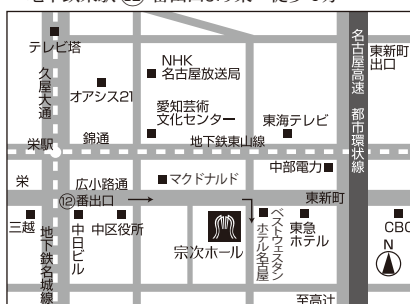 地下鉄栄駅 ⑫番出口より東へ徒歩4分
テレビ塔
久屋大通
NHK
名古屋放送局
オアシス21
愛知芸術
文化センター
名古屋高速 都市環状線
東新町
出口
東海テレビ
栄駅
錦通
地下鉄東山線
中部電力
栄
広小路通
マクドナルド
⑫番出口
東新町
三越
地下鉄名城線
中日ビル
中区役所
宗次ホール
ベストウェスタン
ホテル名古屋
東急
ホテル
CBC
N
至高辻